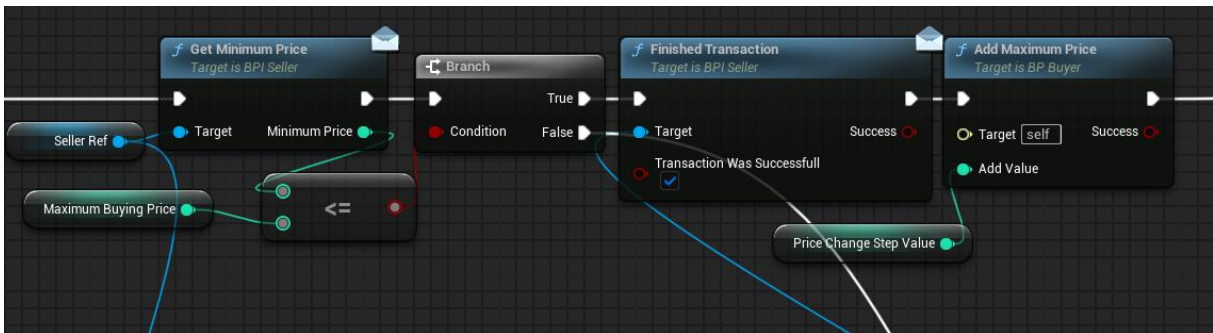 Get Minimum Price
Target is BPI Seller
Target
Minimum Price
Seller Ref
Maximum Buying Price
<=
Branch
True
Condition
False
Finished Transaction
Target is BPI Seller
Target
Success
Transaction Was Successfull
Add Maximum Price
Target is BP Buyer
Target self
Success
Add Value
Price Change Step Value